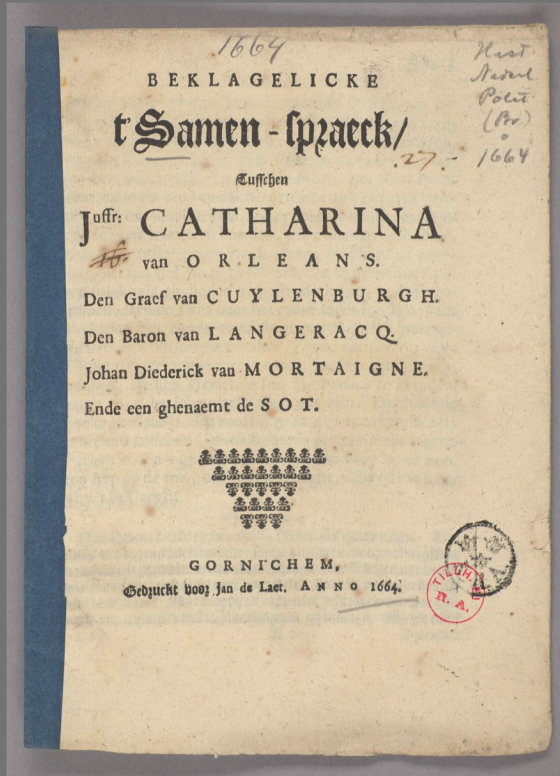 1664
BEKLAGELICKE
t'Samen-spraeck/
27.
Tusschen
Juffr: CATHARINA
van ORLEANS.
Den Graef van CUYLENBURGH.
Den Baron van LANGERACQ.
Johan Diederick van MORTAIGNE.
Ende een ghenaemt de SOT.
GORNICHEM,
Gedruckt voor Jan de Laet. ANNO 1664.
Hist.
Nederl
Polit
(Br)
1664
R. A.